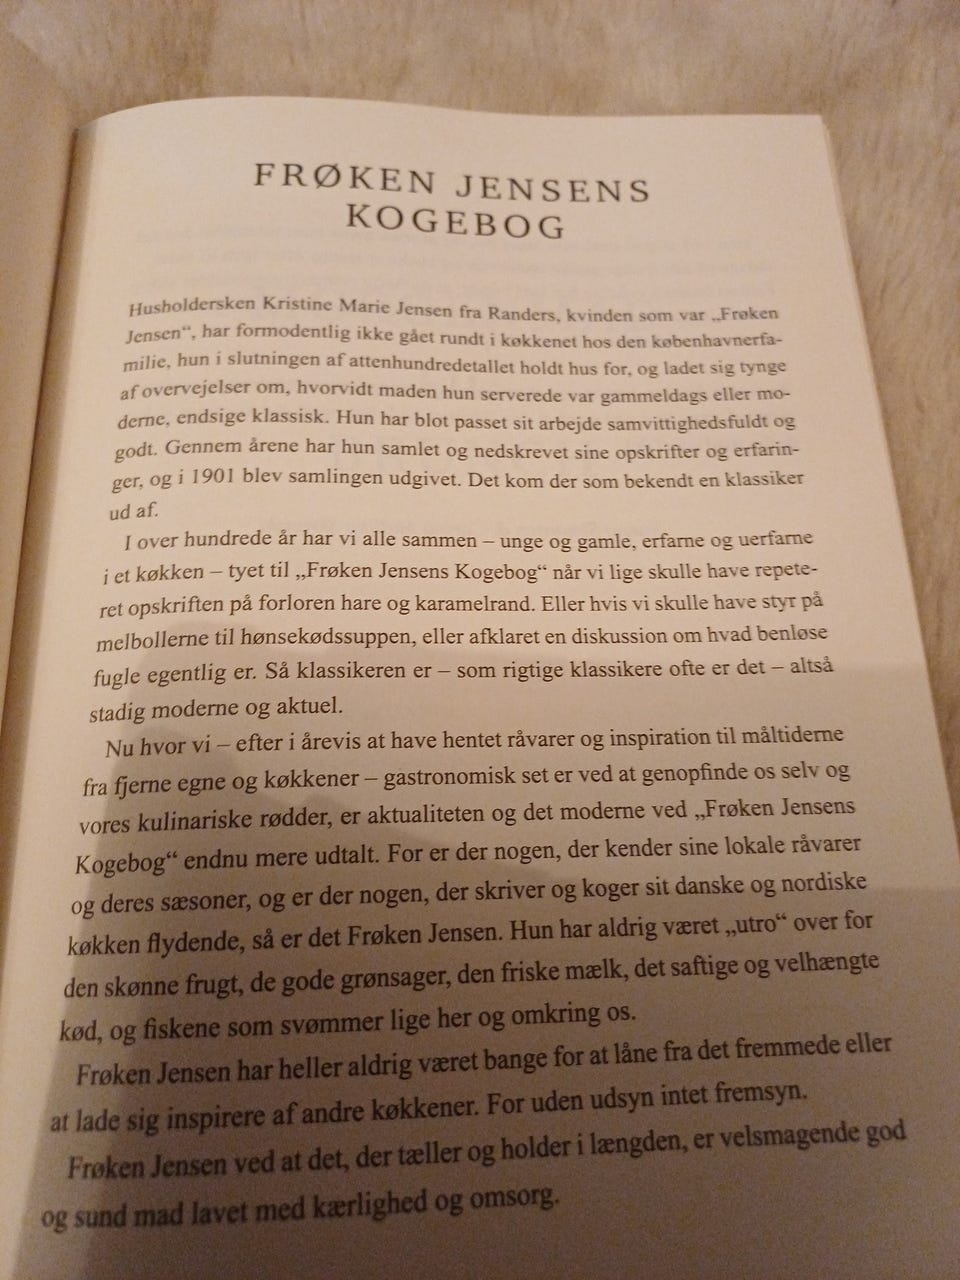 FRØKEN JENSENS
KOGEBOG
Husholdersken Kristine Marie Jensen fra Randers, kvinden som var „Frøken
Jensen“, har formodentlig ikke gået rundt i køkkenet hos den københavnerfa-
milie, hun i slutningen af attenhundredetallet holdt hus for, og ladet sig tynge
af overvejelser om, hvorvidt maden hun serverede var gammeldags eller mo-
derne, endsige klassisk. Hun har blot passet sit arbejde samvittighedsfuldt og
godt. Gennem årene har hun samlet og nedskrevet sine opskrifter og erfarin-
ger, og i 1901 blev samlingen udgivet. Det kom der som bekendt en klassiker
ud af.
I over hundrede år har vi alle sammen – unge og gamle, erfarne og uerfarne
i et køkken – tyet til „Frøken Jensens Kogebog“ når vi lige skulle have repete-
ret opskriften på forloren hare og karamelrand. Eller hvis vi skulle have styr på
melbollerne til hønsekødssuppen, eller afklaret en diskussion om hvad benløse
fugle egentlig er. Så klassikeren er – som rigtige klassikere ofte er det – altså
stadig moderne og aktuel.
Nu hvor vi – efter i årevis at have hentet råvarer og inspiration til måltiderne
fra fjerne egne og køkkener – gastronomisk set er ved at genopfinde os selv og
vores kulinariske rødder, er aktualiteten og det moderne ved „Frøken Jensens
Kogebog“ endnu mere udtalt. For er der nogen, der kender sine lokale råvarer
og deres sæsoner, og er der nogen, der skriver og koger sit danske og nordiske
køkken flydende, så er det Frøken Jensen. Hun har aldrig været „utro“ over for
den skønne frugt, de gode grønsager, den friske mælk, det saftige og velhængte
kød, og fiskene som svømmer lige her og omkring os.
Frøken Jensen har heller aldrig været bange for at låne fra det fremmede eller
at lade sig inspirere af andre køkkener. For uden udsyn intet fremsyn.
Frøken Jensen ved at det, der tæller og holder i længden, er velsmagende god
og sund mad lavet med kærlighed og omsorg.